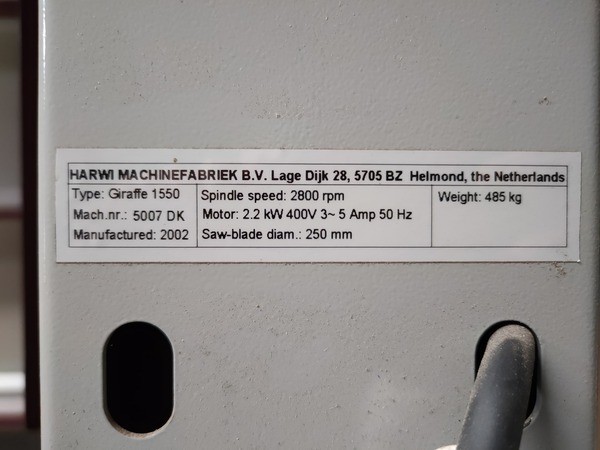 HARWI MACHINEFABRIEK B.V. Lage Dijk 28, 5705 BZ Helmond, the Netherlands
Type: Giraffe 1550
Mach.nr.: 5007 DK
Manufactured: 2002
Spindle speed: 2800 rpm
Motor: 2.2 kW 400V 3~ 5 Amp 50 Hz
Saw-blade diam.: 250 mm
Weight: 485 kg